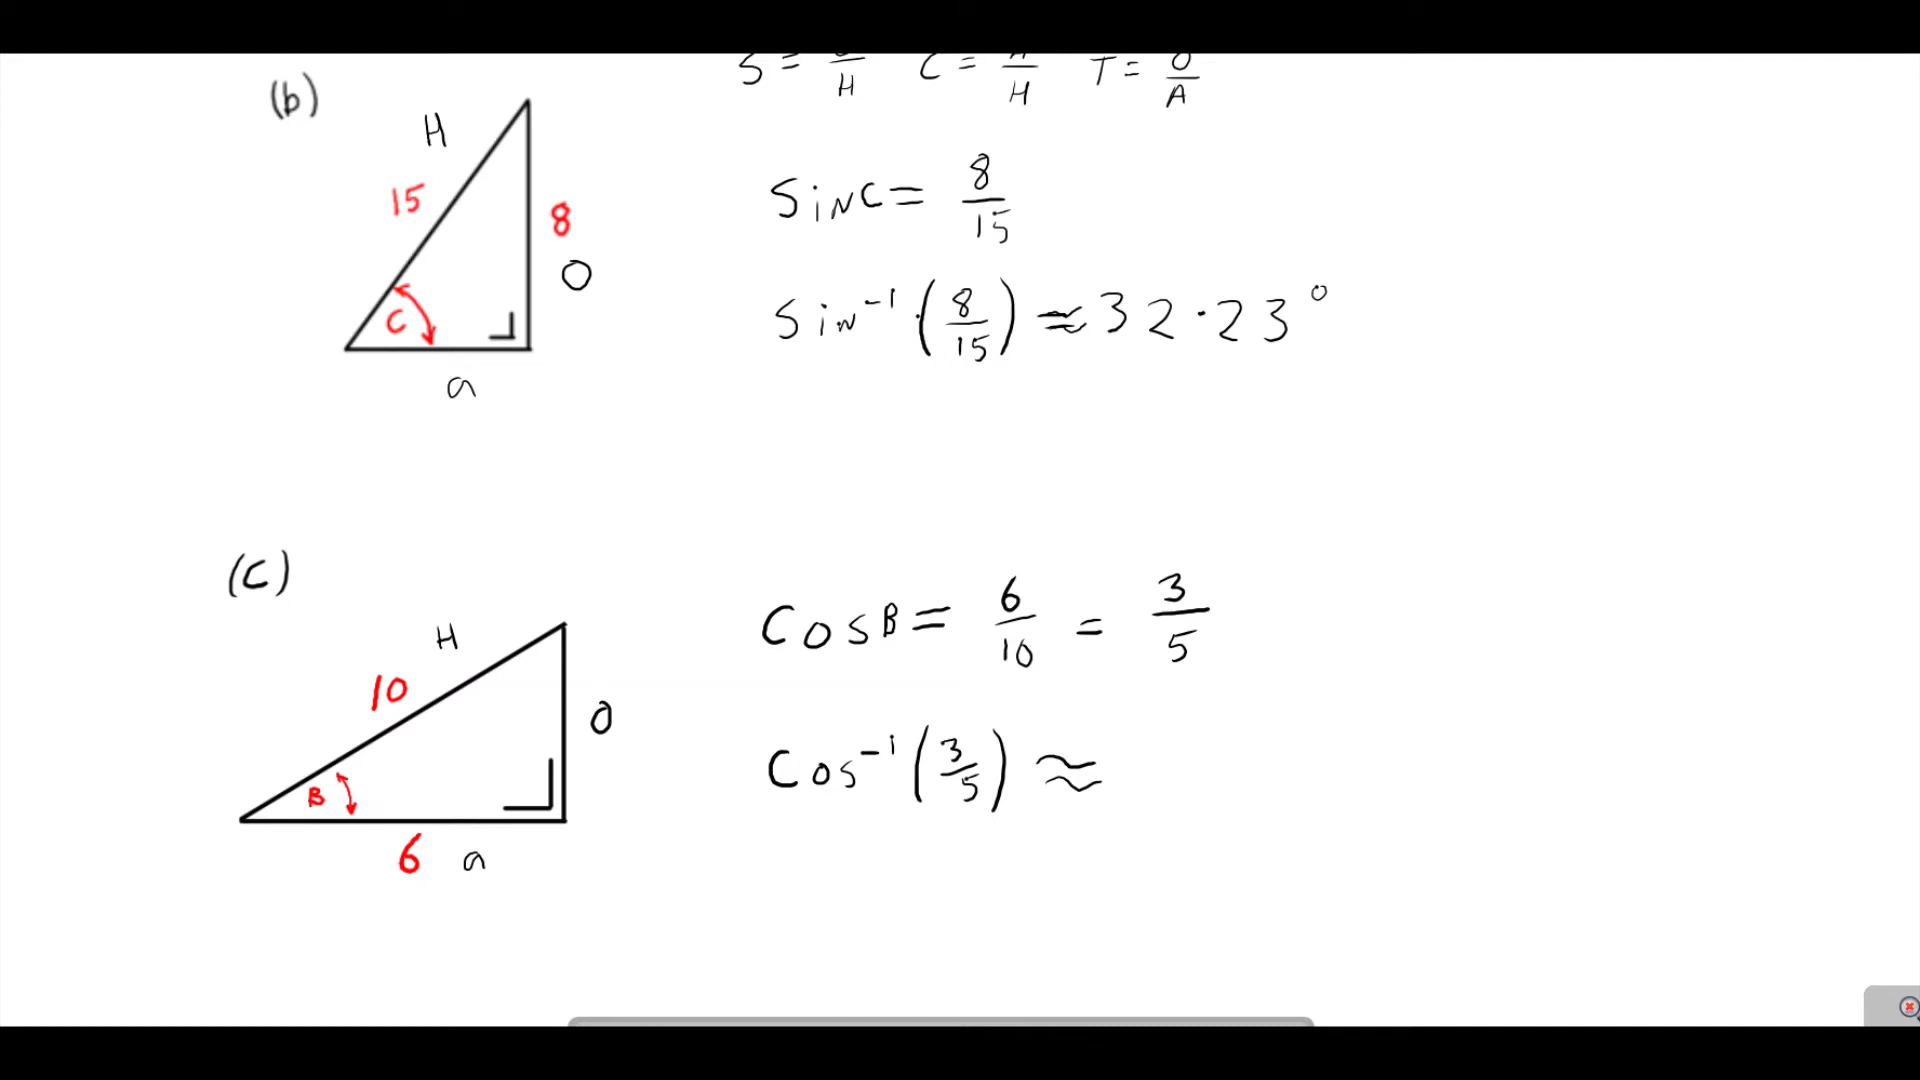 S = O/H C = A/H T = O/A
(b)
H
15
8
O
C
a
Sin C = 8/15
Sin⁻¹(8/15) ≈ 32.23°
(C)
H
10
O
B
6 a
Cos B = 6/10 = 3/5
Cos⁻¹(3/5) ≈